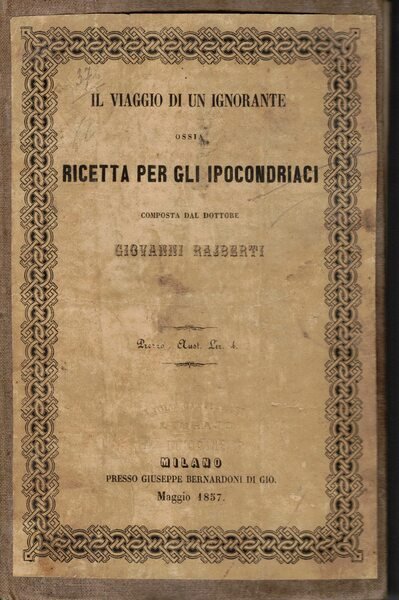 37
IL VIAGGIO DI UN IGNORANTE
OSSIA
RICETTA PER GLI IPOCONDRIACI
COMPOSTA DAL DOTTORE
GIOVANNI RAJBERTI
Prezzo, Aust. Lir. 4.
MILANO
PRESSO GIUSEPPE BERNARDONI DI GIO.
Maggio 1857.